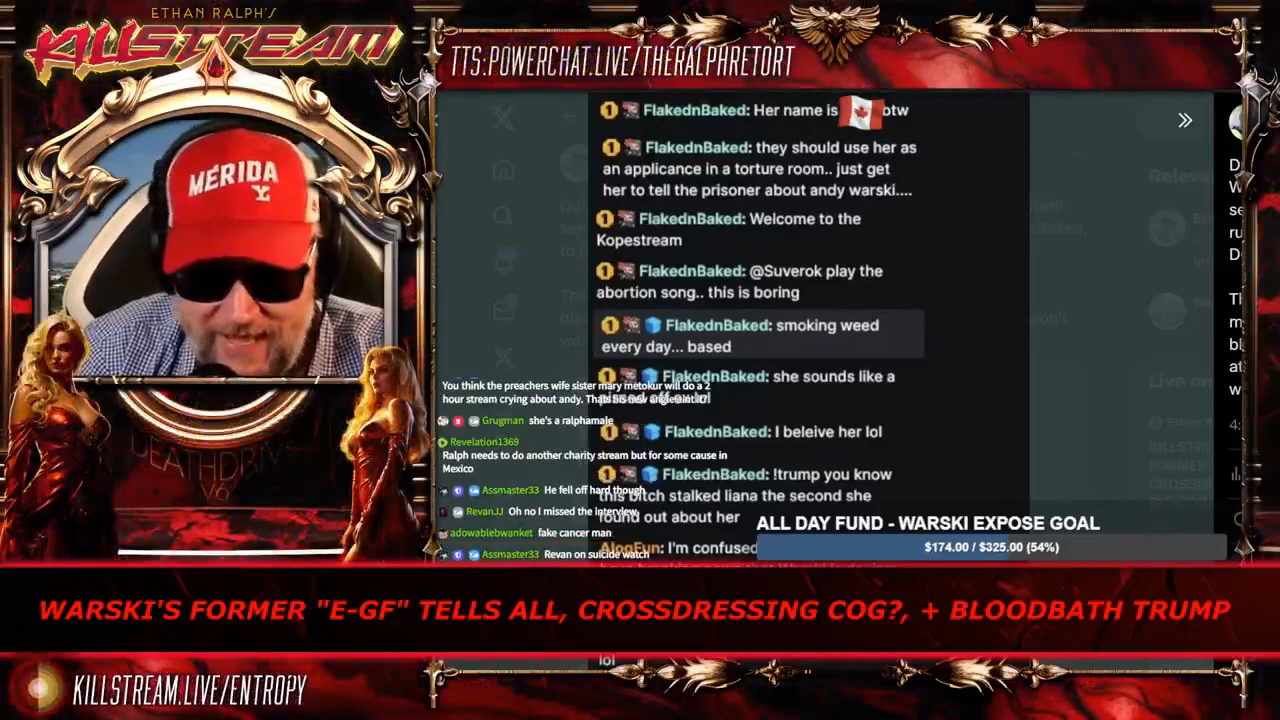 ETHAN RALPH'S
KILLSTREAM
TTS:POWERCHAT.LIVE/THERALPHRETORT
MÉRIDA
Y
FlakednBaked: Her name is otw
FlakednBaked: they should use her as
an applicance in a torture room.. just get
her to tell the prisoner about andy warski....
FlakednBaked: Welcome to the
Kopestream
FlakednBaked: @Suverok play the
abortion song.. this is boring
FlakednBaked: smoking weed
every day... based
FlakednBaked: she sounds like a
FlakednBaked: I beleive her lol
FlakednBaked: !trump you know
this bitch stalked liana the second she
found out about her
I'm confused
lol
You think the preachers wife sister mary metokur will do a 2
hour stream crying about andy. Thats his new
Grugman she's a ralphamale
Revelation1369
Ralph needs to do another charity stream but for some cause in
Mexico
Assmaster33 He fell off hard though
RevanJJ Oh no I missed the interview
adowablebwanket fake cancer man
Assmaster33 Revan on suicide watch
ALL DAY FUND - WARSKI EXPOSE GOAL
$174.00 / $325.00 (54%)
DEATHDRIV
WARSKI'S FORMER "E-GF" TELLS ALL, CROSSDRESSING COG?, + BLOODBATH TRUMP
KILLSTREAM.LIVE/ENTROPY